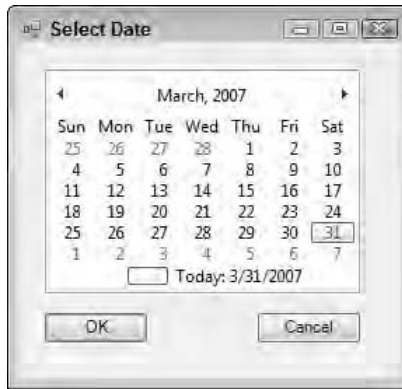 Select Date
March, 2007
Sun Mon Tue Wed Thu Fri Sat
25 26 27 28 1 2 3
4 5 6 7 8 9 10
11 12 13 14 15 16 17
18 19 20 21 22 23 24
25 26 27 28 29 30 31
1 2 3 4 5 6 7
Today: 3/31/2007
OK Cancel